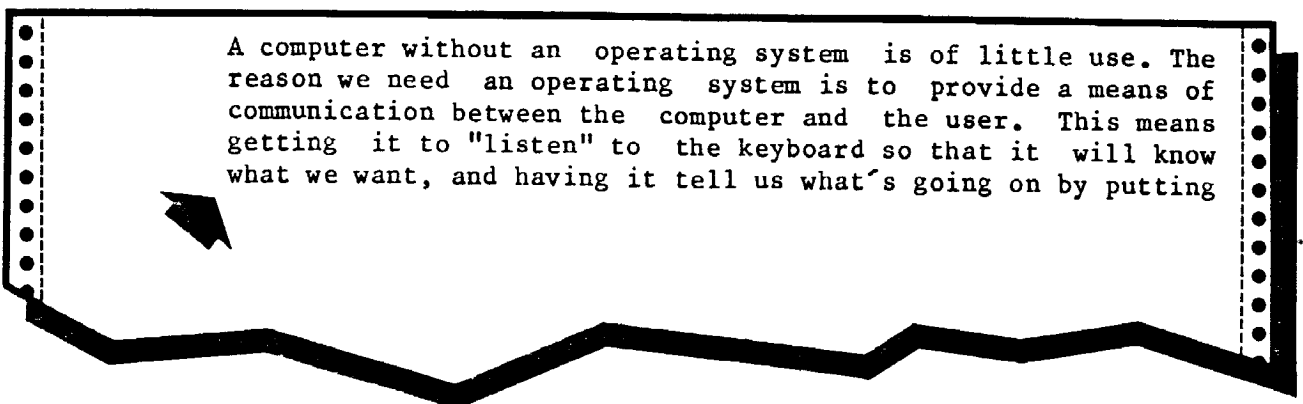 A computer without an  operating system  is of little use. The
reason we need  an operating  system is to  provide a means of
communication between the  computer and  the user.  This means
getting  it to "listen" to  the keyboard so that it  will know
what we want, and having it tell us what´s going on by putting